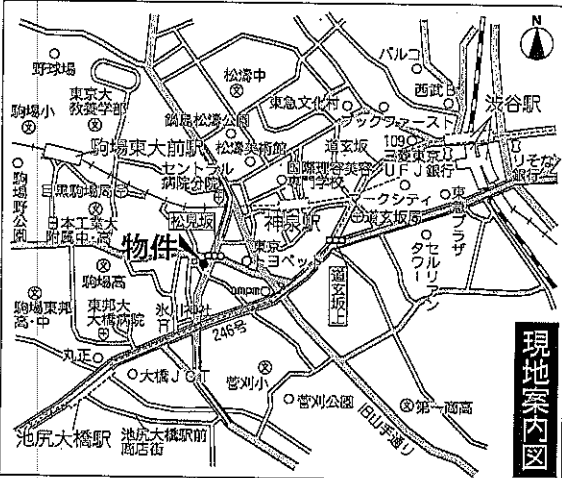 N
野球場
東京大
教養学部
駒場小
駒場東大前駅
駒場野公園
目黒駒場局
日本工業大
附属中・高
駒場高
駒場東邦
高・中
東邦大
大橋病院
丸正
大橋JCT
池尻大橋駅
池尻大橋駅前
商店街
松濤中
鍋島松濤公園
松濤美術館
セントラル
病院分院
松見坂
物件
氷川神社
246号
ampm
東京
トヨペット
神泉駅
国際理容美容
専門学校
東急文化村
ブックファースト
道玄坂
パルコ
西武
渋谷駅
109
三菱東京
UFJ銀行
りそな
銀行
マークシティ
道玄坂局
東急プラザ
セルリアン
タワー
道玄坂上
菅刈小
菅刈公園
旧山手通り
第一商高
現地案内図